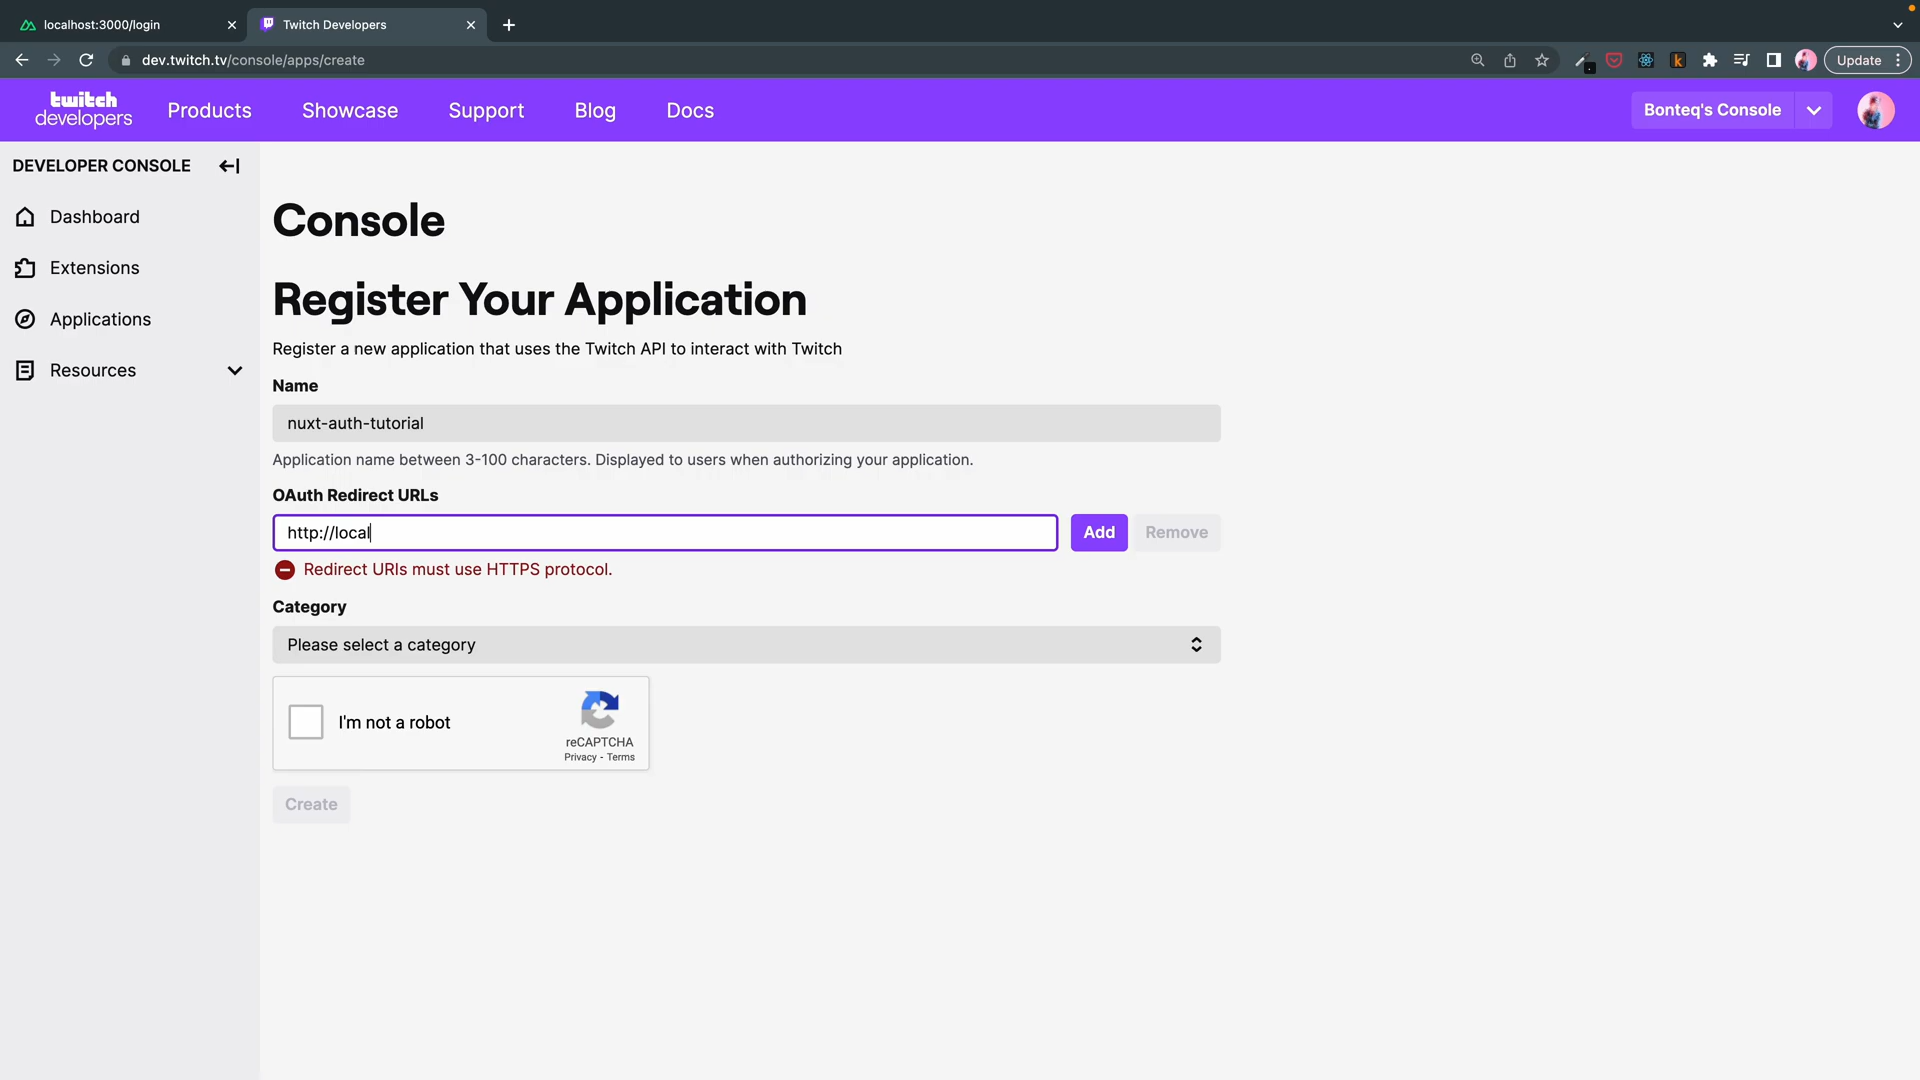 localhost:3000/login
Twitch Developers
dev.twitch.tv/console/apps/create
Update
twitch
developers
Products
Showcase
Support
Blog
Docs
Bonteq's Console
DEVELOPER CONSOLE
Dashboard
Extensions
Applications
Resources
Console
Register Your Application
Register a new application that uses the Twitch API to interact with Twitch
Name
nuxt-auth-tutorial
Application name between 3-100 characters. Displayed to users when authorizing your application.
OAuth Redirect URLs
http://local
Add
Remove
Redirect URIs must use HTTPS protocol.
Category
Please select a category
I'm not a robot
reCAPTCHA
Privacy - Terms
Create